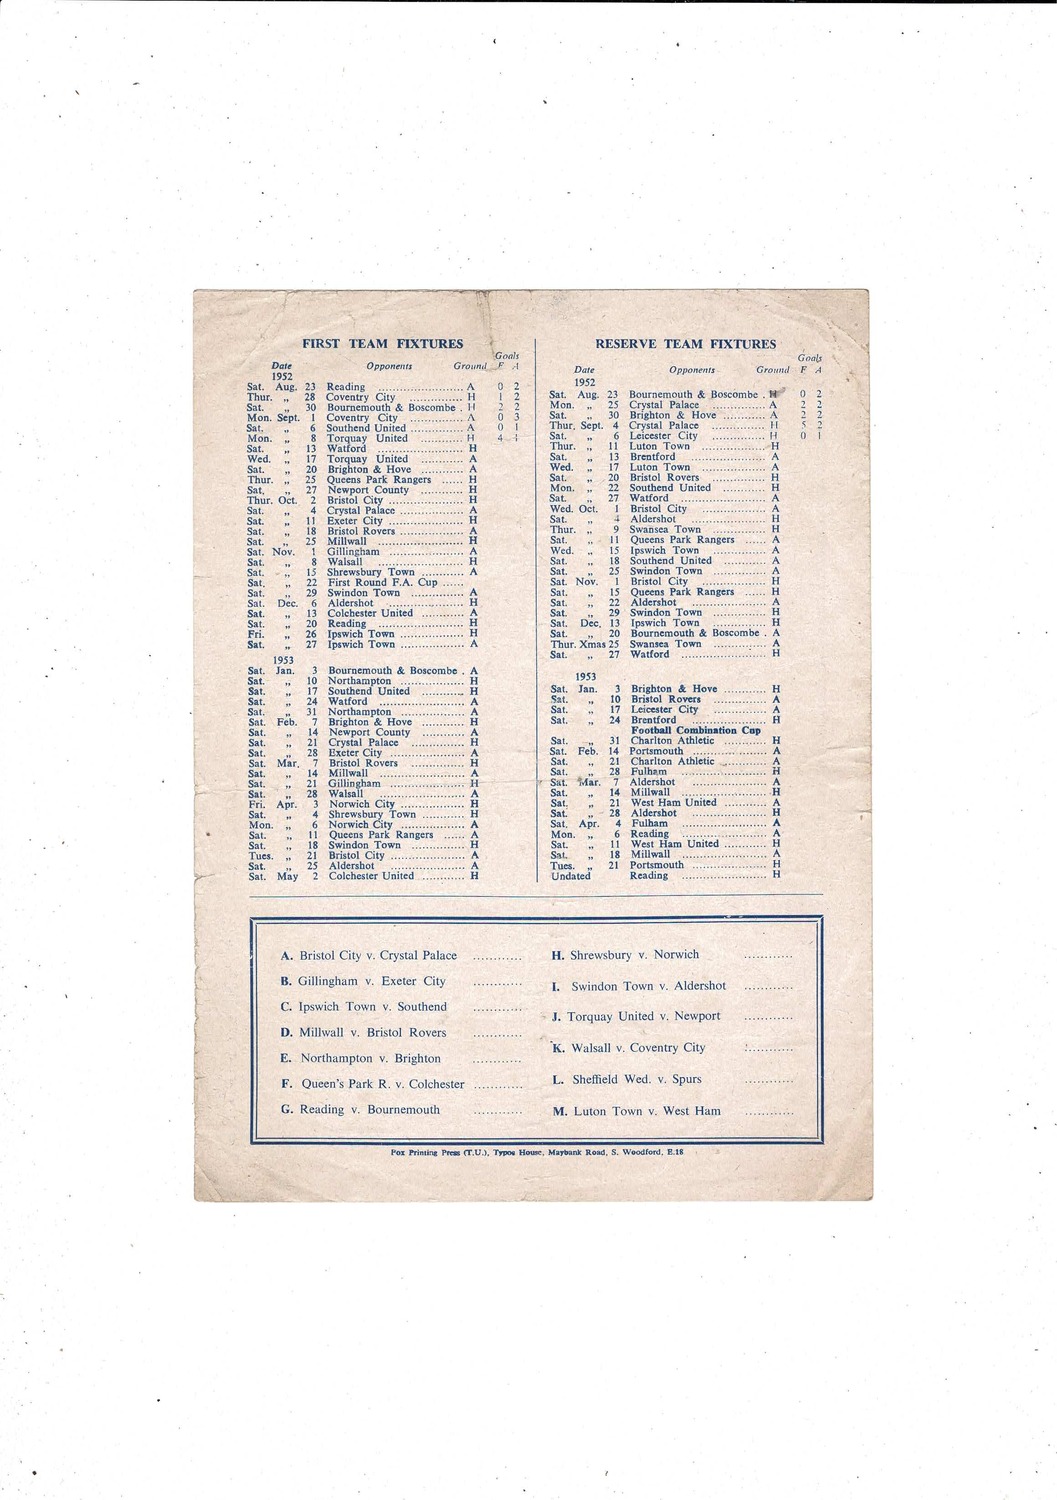 FIRST TEAM FIXTURES
Goals
Date Opponents Ground F A
1952
Sat. Aug. 23 Reading ........................ A 0 2
Thur. „ 28 Coventry City ............... H 1 2
Sat. „ 30 Bournemouth & Boscombe . H 2 2
Mon. Sept. 1 Coventry City ............... A 0 3
Sat. „ 6 Southend United ............ A 0 1
Mon. „ 8 Torquay United ............ H 4 1
Sat. „ 13 Watford ........................ H
Wed. „ 17 Torquay United ............ A
Sat. „ 20 Brighton & Hove ............ A
Thur. „ 25 Queens Park Rangers ...... H
Sat. „ 27 Newport County ............ H
Thur. Oct. 2 Bristol City ..................... H
Sat. „ 4 Crystal Palace .................. A
Sat. „ 11 Exeter City ..................... H
Sat. „ 18 Bristol Rovers .................. A
Sat. „ 25 Millwall ........................ H
Sat. Nov. 1 Gillingham ..................... A
Sat. „ 8 Walsall ........................ H
Sat. „ 15 Shrewsbury Town ............ A
Sat. „ 22 First Round F.A. Cup ......
Sat. „ 29 Swindon Town ............... A
Sat. Dec. 6 Aldershot ..................... H
Sat. „ 13 Colchester United ............ A
Sat. „ 20 Reading ........................ H
Fri. „ 26 Ipswich Town .................. H
Sat. „ 27 Ipswich Town .................. A
1953
Sat. Jan. 3 Bournemouth & Boscombe . A
Sat. „ 10 Northampton .................. H
Sat. „ 17 Southend United ............ H
Sat. „ 24 Watford ........................ A
Sat. „ 31 Northampton .................. A
Sat. Feb. 7 Brighton & Hove ............ H
Sat. „ 14 Newport County ............ A
Sat. „ 21 Crystal Palace .................. H
Sat. „ 28 Exeter City ..................... A
Sat. Mar. 7 Bristol Rovers .................. H
Sat. „ 14 Millwall ........................ A
Sat. „ 21 Gillingham ..................... H
Sat. „ 28 Walsall ........................ A
Fri. Apr. 3 Norwich City .................. H
Sat. „ 4 Shrewsbury Town ............ H
Mon. „ 6 Norwich City .................. A
Sat. „ 11 Queens Park Rangers ...... A
Sat. „ 18 Swindon Town ............... H
Tues. „ 21 Bristol City ..................... A
Sat. „ 25 Aldershot ..................... A
Sat. May 2 Colchester United ............ H
RESERVE TEAM FIXTURES
Goals
Date Opponents Ground F A
1952
Sat. Aug. 23 Bournemouth & Boscombe . H 0 2
Mon. „ 25 Crystal Palace ............... A 2 2
Sat. „ 30 Brighton & Hove ............ A 2 2
Thur. Sept. 4 Crystal Palace ............... H 5 2
Sat. „ 6 Leicester City ............... H 0 1
Thur. „ 11 Luton Town .................. H
Sat. „ 13 Brentford ..................... A
Wed. „ 17 Luton Town .................. A
Sat. „ 20 Bristol Rovers ............... H
Mon. „ 22 Southend United ............ H
Sat. „ 27 Watford ........................ A
Wed. Oct. 1 Bristol City .................. A
Sat. „ 4 Aldershot ..................... H
Thur. „ 9 Swansea Town ............... H
Sat. „ 11 Queens Park Rangers ...... A
Wed. „ 15 Ipswich Town ............... A
Sat. „ 18 Southend United ............ A
Sat. „ 25 Swindon Town ............... A
Sat. Nov. 1 Bristol City .................. H
Sat. „ 15 Queens Park Rangers ...... H
Sat. „ 22 Aldershot ..................... A
Sat. „ 29 Swindon Town ............... H
Sat. Dec. 13 Ipswich Town ............... H
Sat. „ 20 Bournemouth & Boscombe . A
Thur. Xmas 25 Swansea Town ............... A
Sat. „ 27 Watford ........................ H
1953
Sat. Jan. 3 Brighton & Hove ............ H
Sat. „ 10 Bristol Rovers ............... A
Sat. „ 17 Leicester City ............... A
Sat. „ 24 Brentford ..................... H
Football Combination Cup
Sat. „ 31 Charlton Athletic ............ H
Sat. Feb. 14 Portsmouth .................. A
Sat. „ 21 Charlton Athletic ............ A
Sat. „ 28 Fulham ........................ H
Sat. Mar. 7 Aldershot ..................... A
Sat. „ 14 Millwall ........................ H
Sat. „ 21 West Ham United ............ A
Sat. „ 28 Aldershot ..................... H
Sat. Apr. 4 Fulham ........................ A
Mon. „ 6 Reading ........................ A
Sat. „ 11 West Ham United ............ H
Sat. „ 18 Millwall ........................ A
Tues. „ 21 Portsmouth .................. H
Undated Reading ........................ H
A. Bristol City v. Crystal Palace ............
B. Gillingham v. Exeter City ............
C. Ipswich Town v. Southend ............
D. Millwall v. Bristol Rovers ............
E. Northampton v. Brighton ............
F. Queen's Park R. v. Colchester ............
G. Reading v. Bournemouth ............
H. Shrewsbury v. Norwich ............
I. Swindon Town v. Aldershot ............
J. Torquay United v. Newport ............
K. Walsall v. Coventry City ............
L. Sheffield Wed. v. Spurs ............
M. Luton Town v. West Ham ............
Fox Printing Press (T.U.), Typos House, Maybank Road, S. Woodford, E.18